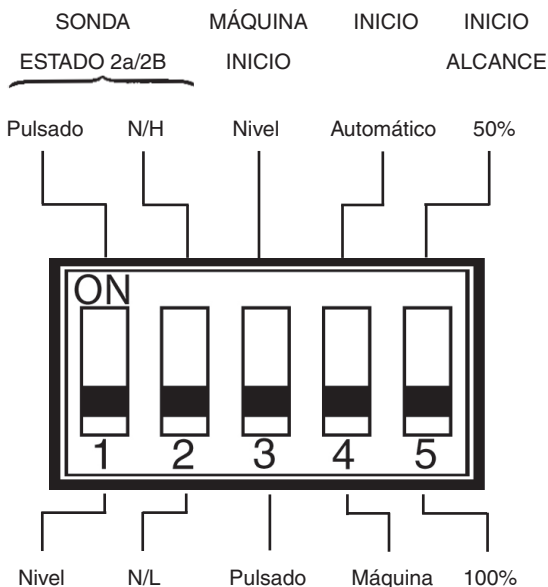 SONDA MÁQUINA INICIO INICIO
ESTADO 2a/2B INICIO ALCANCE
Pulsado N/H Nivel Automático 50%
ON
1 2 3 4 5
Nivel N/L Pulsado Máquina 100%